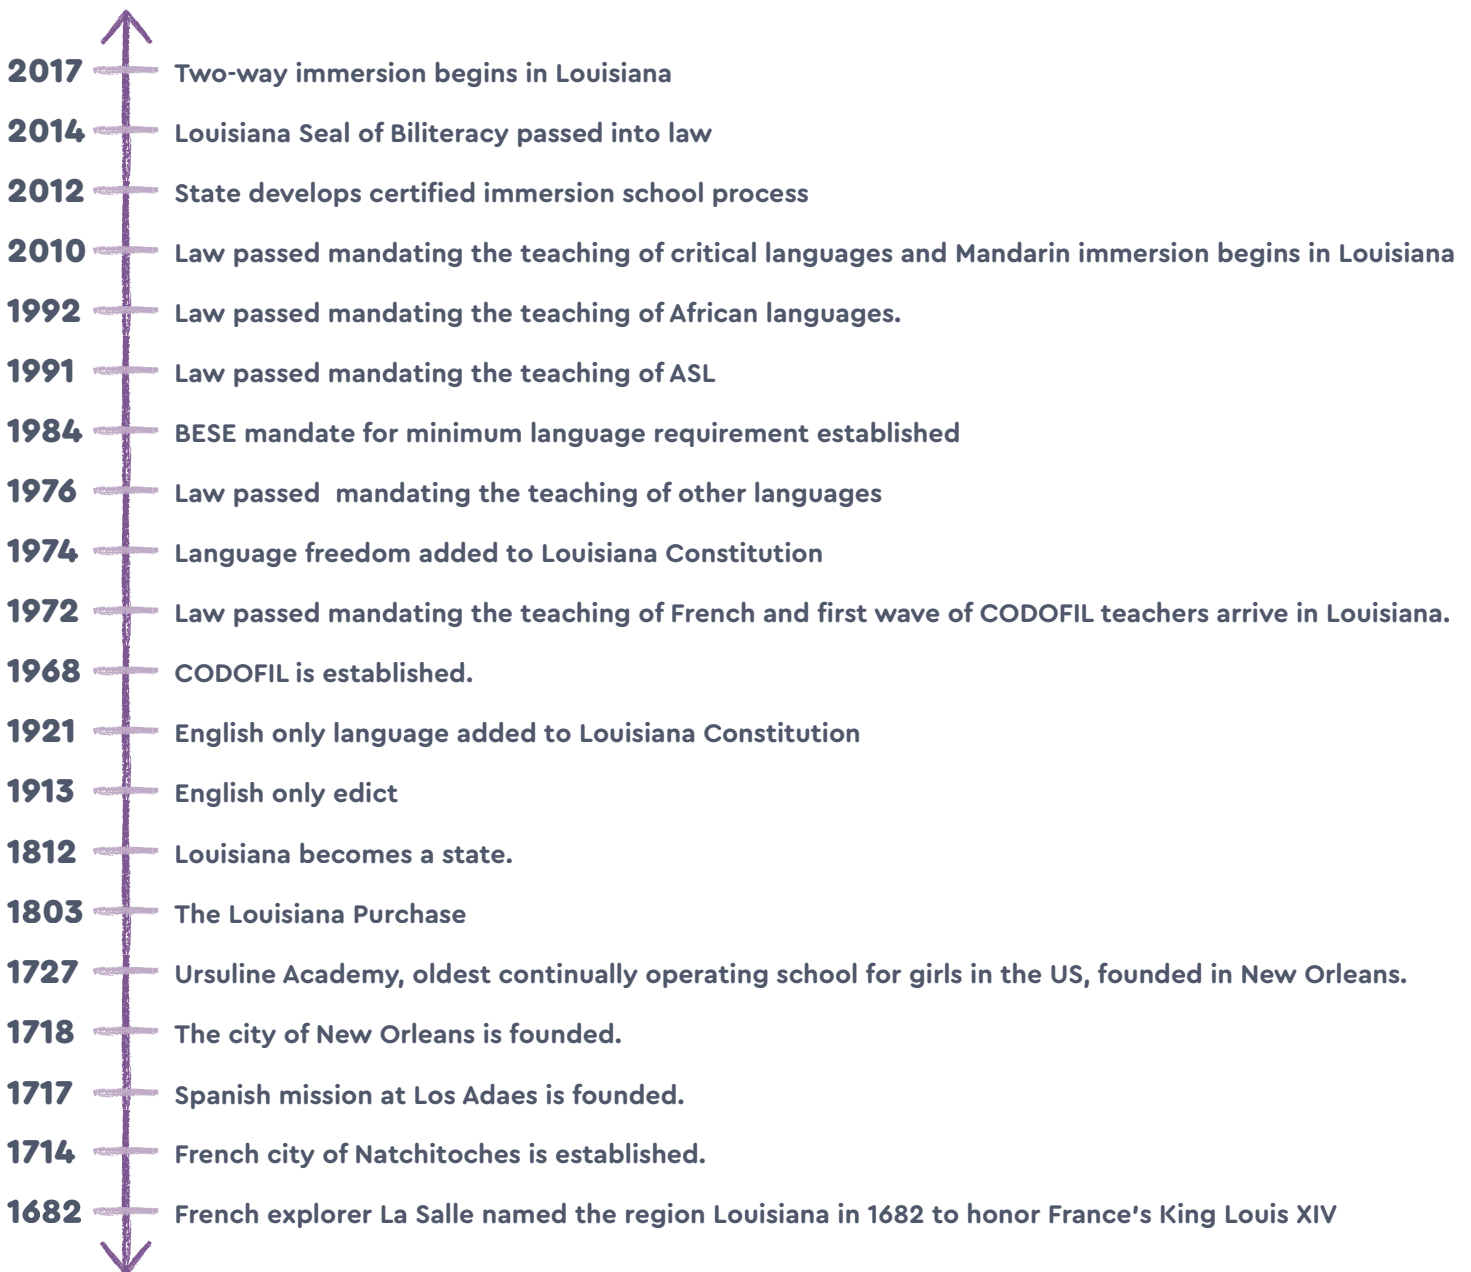 2017 Two-way immersion begins in Louisiana
2014 Louisiana Seal of Biliteracy passed into law
2012 State develops certified immersion school process
2010 Law passed mandating the teaching of critical languages and Mandarin immersion begins in Louisiana
1992 Law passed mandating the teaching of African languages.
1991 Law passed mandating the teaching of ASL
1984 BESE mandate for minimum language requirement established
1976 Law passed  mandating the teaching of other languages
1974 Language freedom added to Louisiana Constitution
1972 Law passed mandating the teaching of French and first wave of CODOFIL teachers arrive in Louisiana.
1968 CODOFIL is established.
1921 English only language added to Louisiana Constitution
1913 English only edict
1812 Louisiana becomes a state.
1803 The Louisiana Purchase
1727 Ursuline Academy, oldest continually operating school for girls in the US, founded in New Orleans.
1718 The city of New Orleans is founded.
1717 Spanish mission at Los Adaes is founded.
1714 French city of Natchitoches is established.
1682 French explorer La Salle named the region Louisiana in 1682 to honor France's King Louis XIV